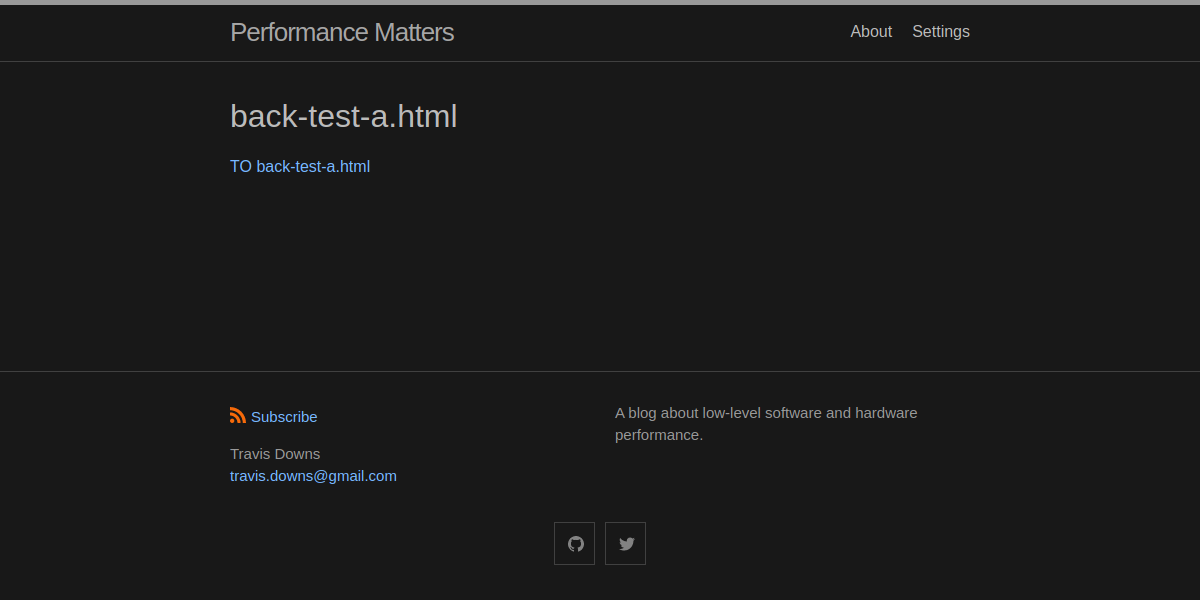 Performance Matters
About Settings
back-test-a.html
TO back-test-a.html
Subscribe
Travis Downs
travis.downs@gmail.com
A blog about low-level software and hardware
performance.